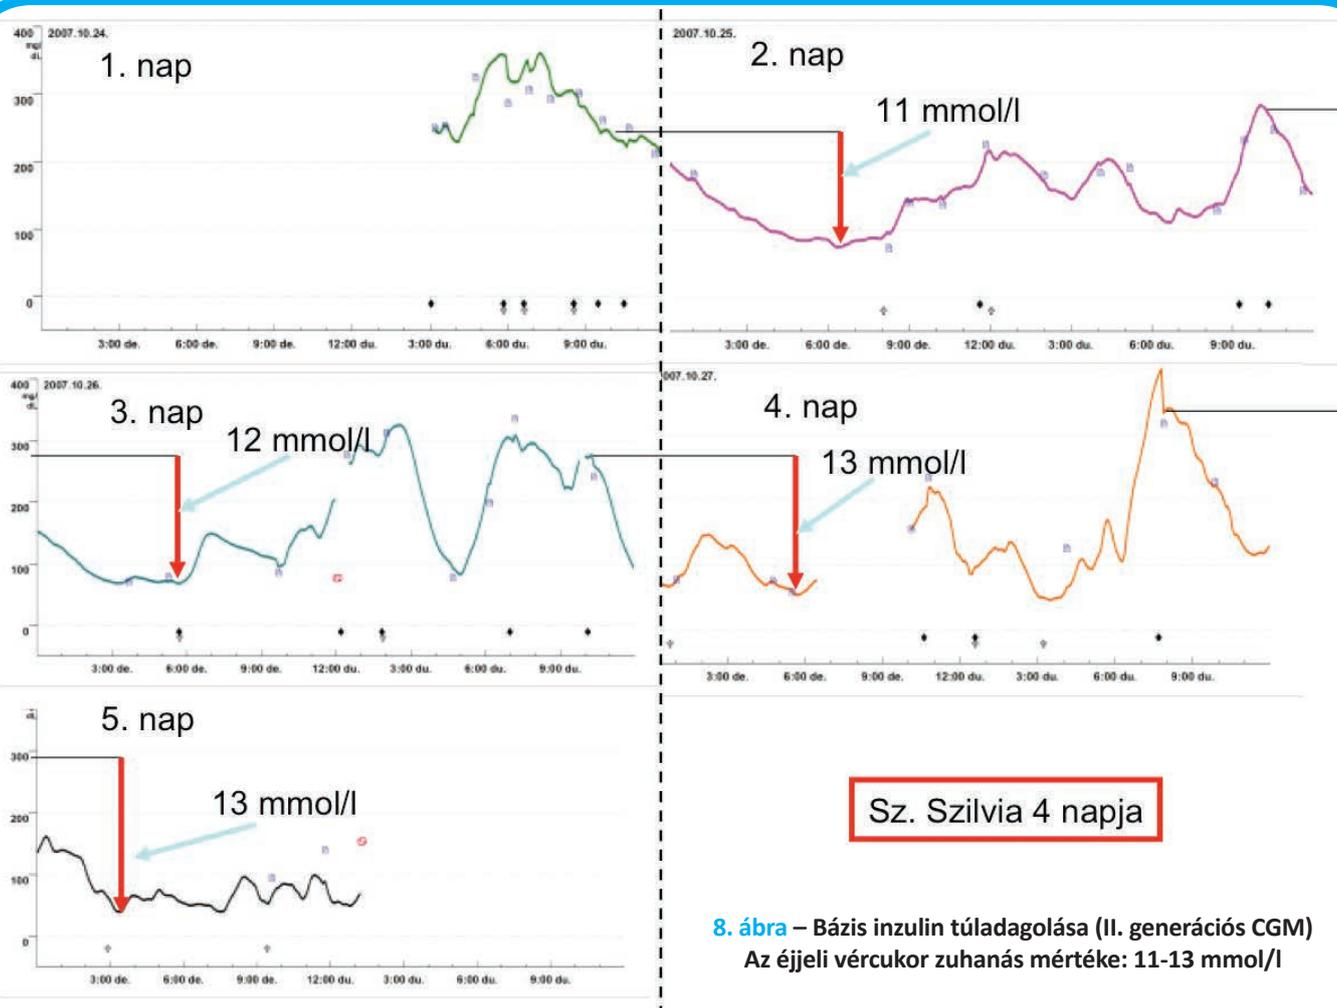 400
2007.10.24.
1. nap
300
200
100
0
3:00 de. 6:00 de. 9:00 de. 12:00 du. 3:00 du. 6:00 du. 9:00 du.
2007.10.25.
2. nap
11 mmol/l
3:00 de. 6:00 de. 9:00 de. 12:00 du. 3:00 du. 6:00 du. 9:00 du.
400
2007.10.26.
3. nap
12 mmol/l
300
200
100
0
3:00 de. 6:00 de. 9:00 de. 12:00 du. 3:00 du. 6:00 du. 9:00 du.
007.10.27.
4. nap
13 mmol/l
3:00 de. 6:00 de. 9:00 de. 12:00 du. 3:00 du. 6:00 du. 9:00 du.
5. nap
300
13 mmol/l
200
100
0
3:00 de. 6:00 de. 9:00 de. 12:00 du. 3:00 du. 6:00 du. 9:00 du.
Sz. Szilvia 4 napja
8. ábra – Bázis inzulin túladagolása (II. generációs CGM)
Az éjjeli vércukor zuhanás mértéke: 11-13 mmol/l